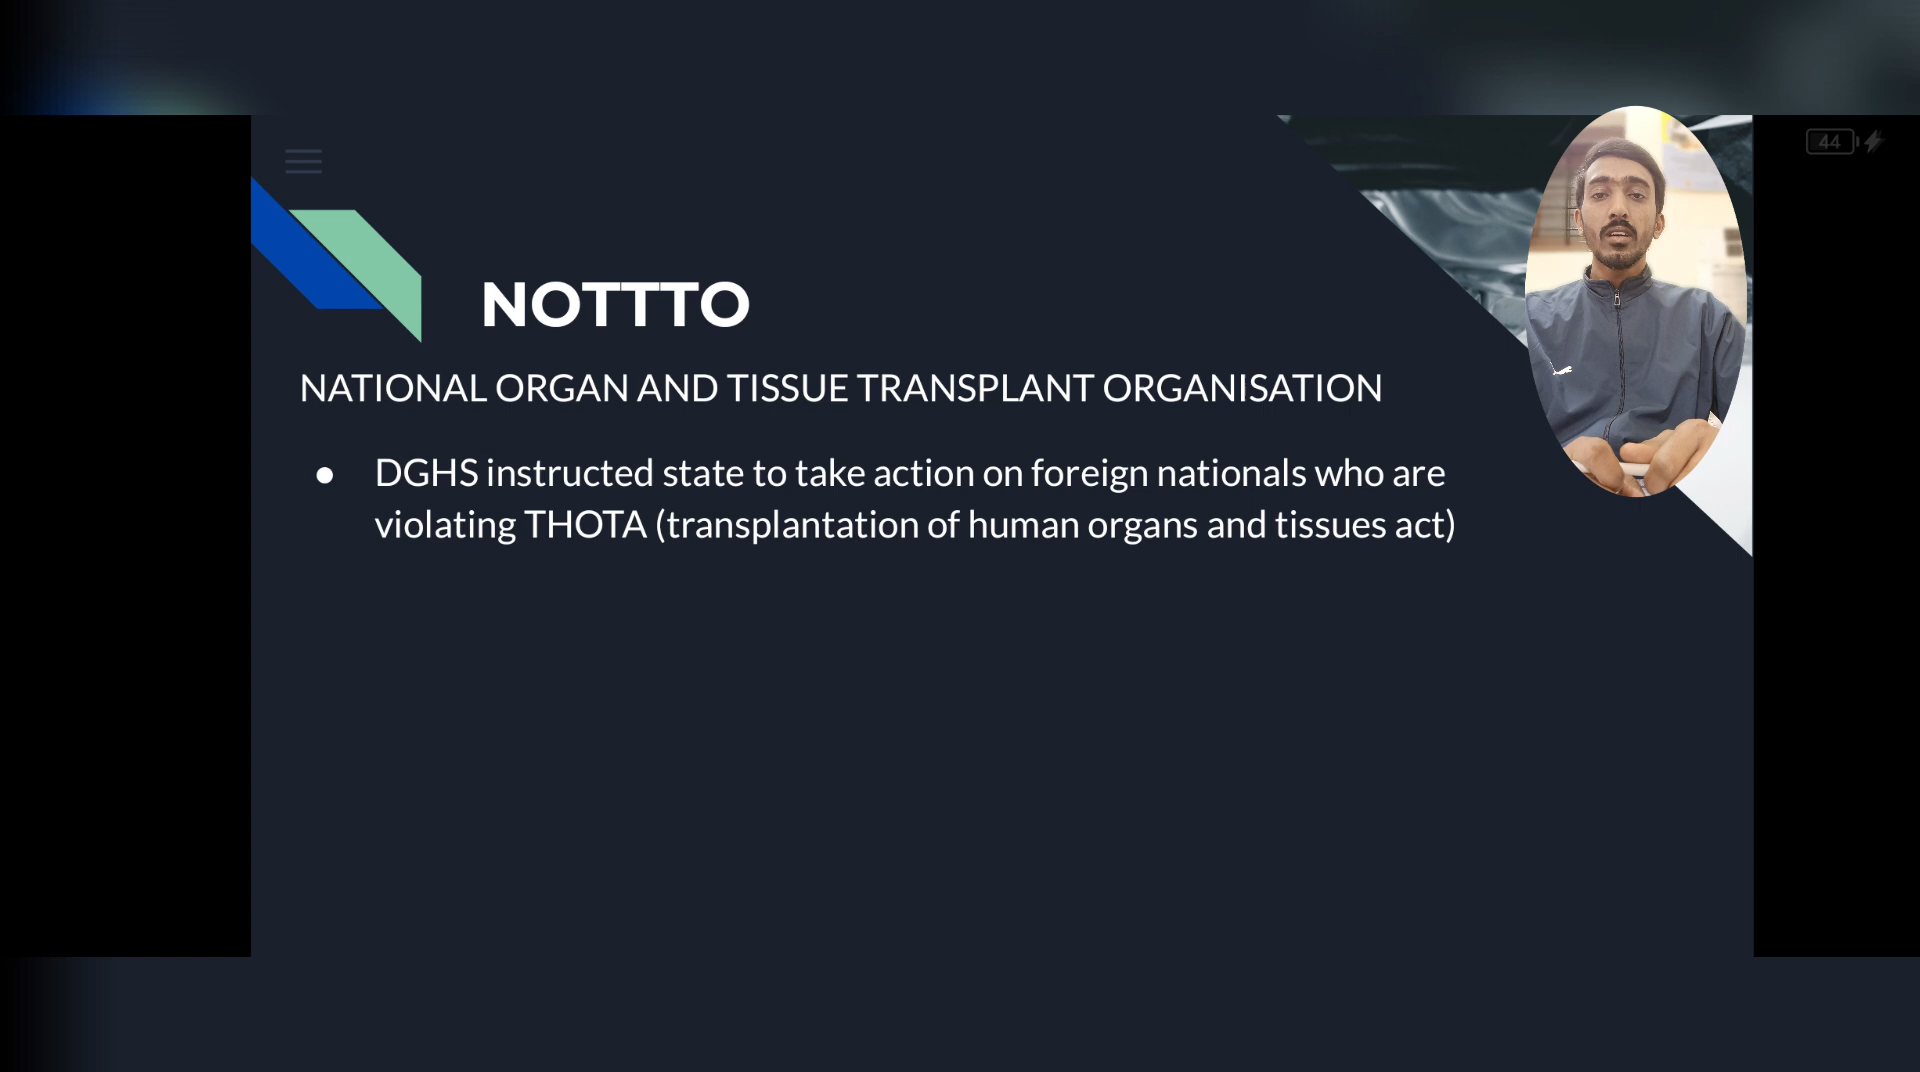 44
NOTTTO
NATIONAL ORGAN AND TISSUE TRANSPLANT ORGANISATION
● DGHS instructed state to take action on foreign nationals who are
violating THOTA (transplantation of human organs and tissues act)